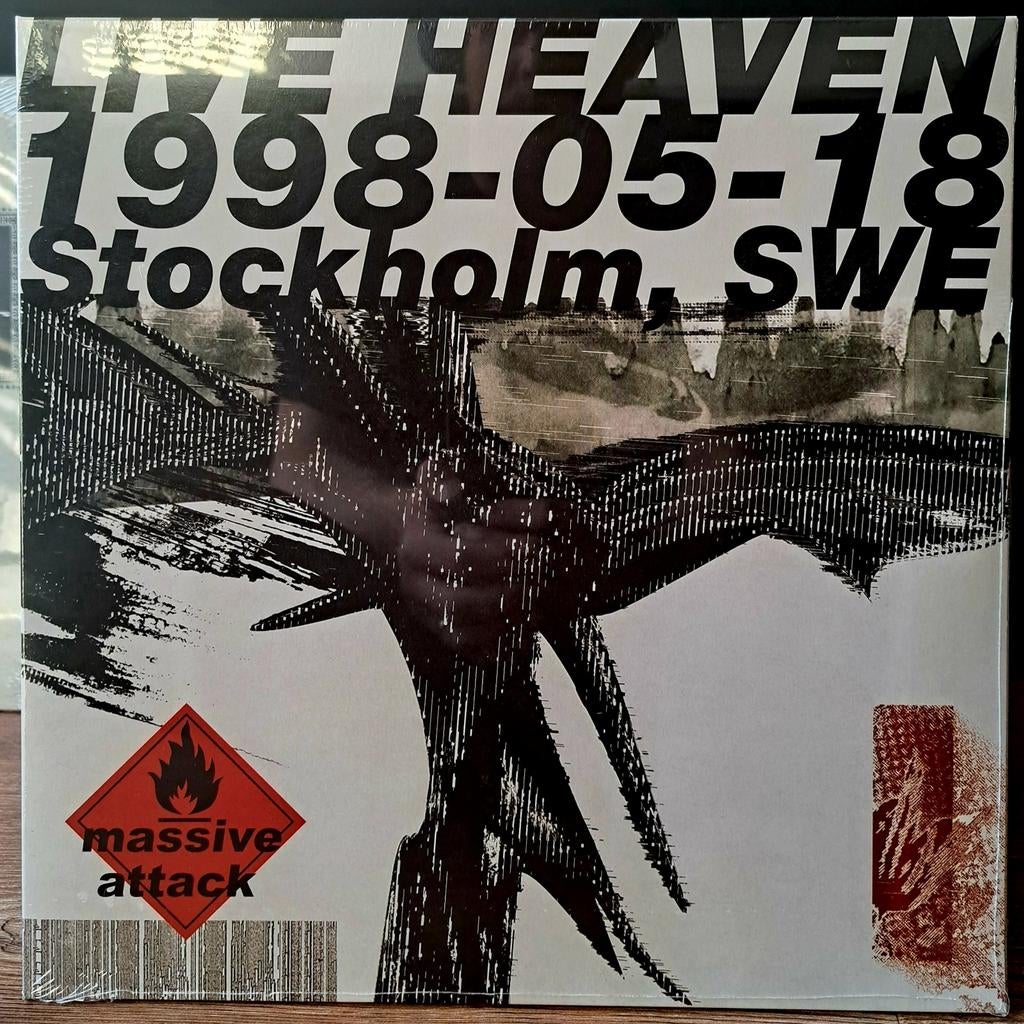 LIVE HEAVEN
1998-05-18
Stockholm, SWE
massive
attack